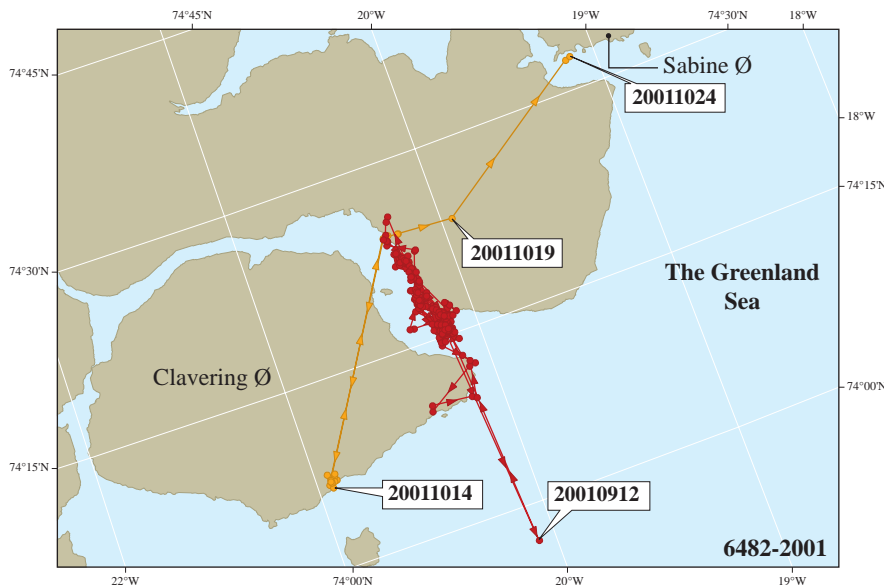 74°45'N
20°W
19°W
74°30'N
18°W
74°45'N
Sabine Ø
20011024
18°W
74°15'N
20011019
74°30'N
The Greenland
Sea
Clavering Ø
74°00'N
74°15'N
20011014
20010912
6482-2001
22°W
74°00'N
20°W
19°W